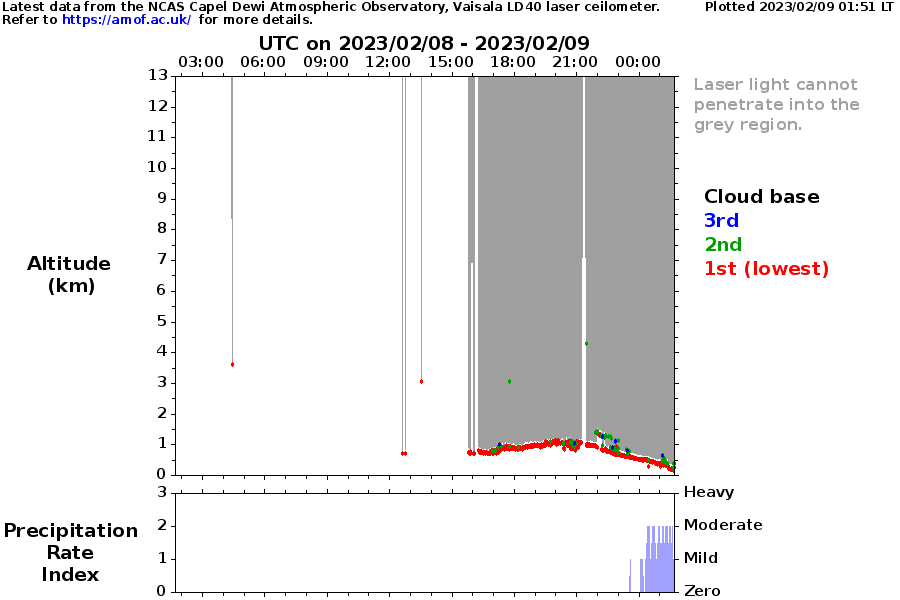 Latest data from the NCAS Capel Dewi Atmospheric Observatory, Vaisala LD40 laser ceilometer. Plotted 2023/02/09 01:51 LT
Refer to https://amof.ac.uk/ for more details.
UTC on 2023/02/08 - 2023/02/09
03:00 06:00 09:00 12:00 15:00 18:00 21:00 00:00
13
12
11
10
9
8
7
6
5
4
3
2
1
0
Altitude
(km)
Laser light cannot
penetrate into the
grey region.
Cloud base
3rd
2nd
1st (lowest)
3 Heavy
2 Moderate
1 Mild
0 Zero
Precipitation
Rate
Index